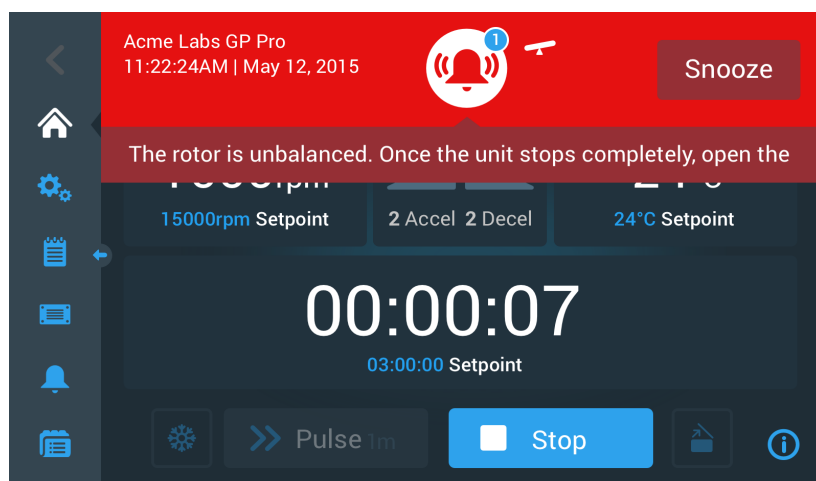 Acme Labs GP Pro
1
11:22:24AM | May 12, 2015
Snooze
The rotor is unbalanced. Once the unit stops completely, open the
rpm
15000rpm Setpoint
2 Accel 2 Decel
24°C Setpoint
00:00:07
03:00:00 Setpoint
Pulse 1m
Stop